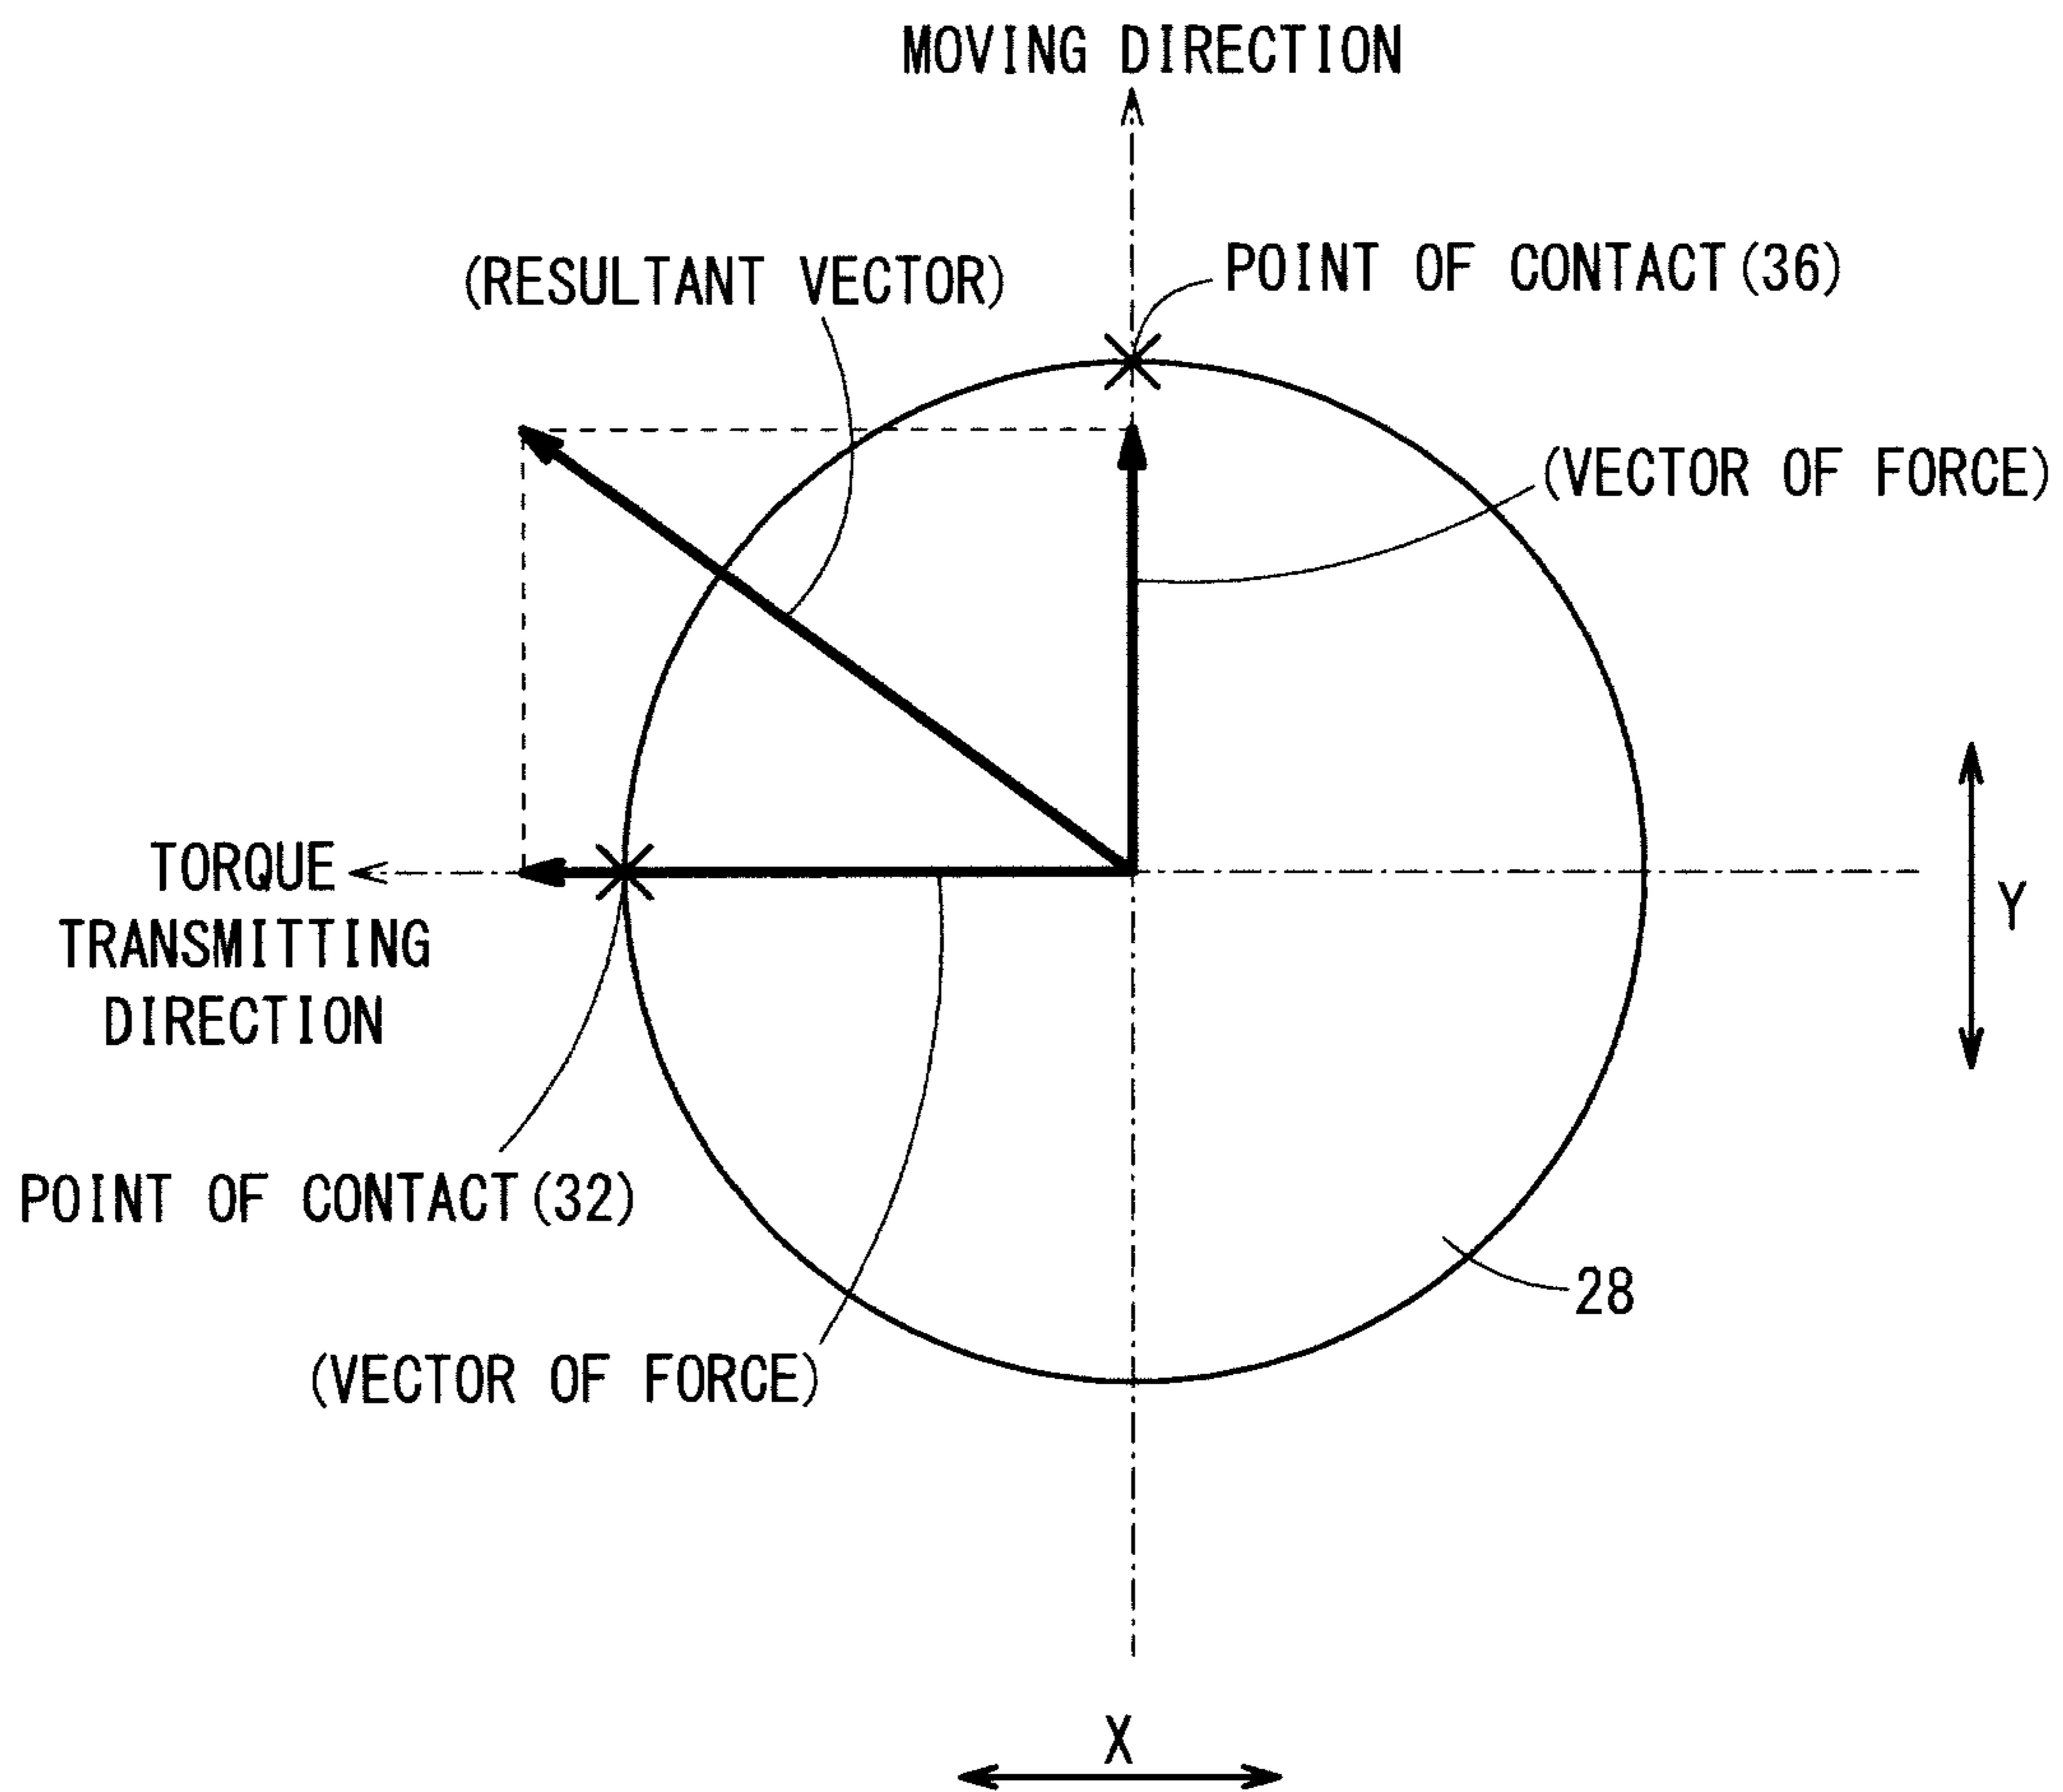 MOVING DIRECTION
(RESULTANT VECTOR)
POINT OF CONTACT(36)
(VECTOR OF FORCE)
TORQUE
TRANSMITTING
DIRECTION
Y
POINT OF CONTACT(32)
28
(VECTOR OF FORCE)
X